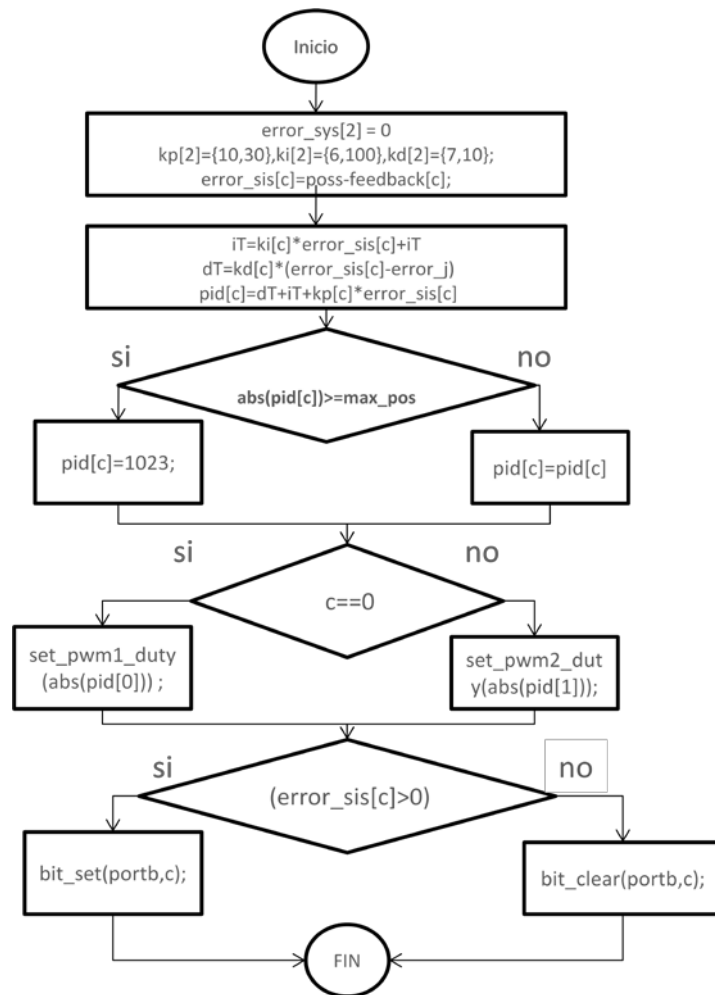 Inicio
error_sys[2] = 0
kp[2]={10,30},ki[2]={6,100},kd[2]={7,10};
error_sis[c]=poss-feedback[c];
iT=ki[c]*error_sis[c]+iT
dT=kd[c]*(error_sis[c]-error_j)
pid[c]=dT+iT+kp[c]*error_sis[c]
si
no
abs(pid[c])>=max_pos
pid[c]=1023;
pid[c]=pid[c]
si
no
c==0
set_pwm1_duty
(abs(pid[0])) ;
set_pwm2_dut
y(abs(pid[1]));
si
no
(error_sis[c]>0)
bit_set(portb,c);
bit_clear(portb,c);
FIN